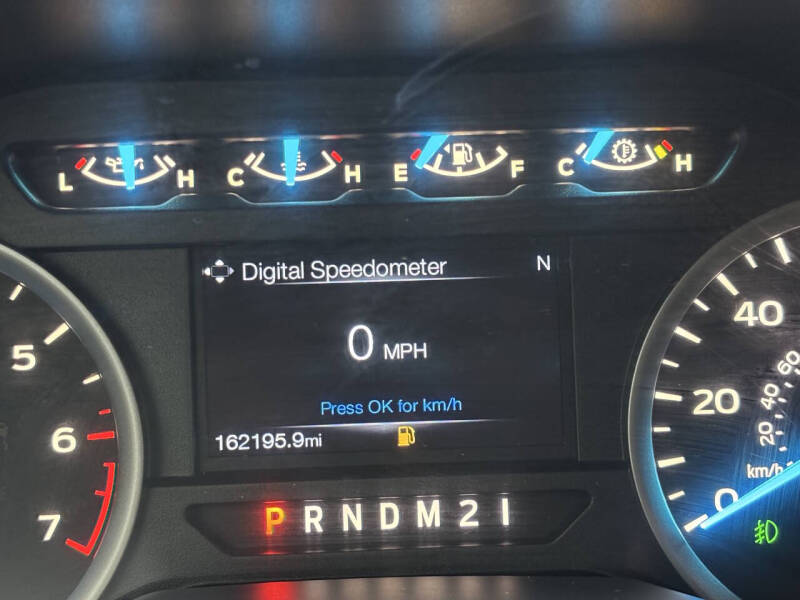 L H C H E F C H
Digital Speedometer N
0 MPH
Press OK for km/h
162195.9mi
P R N D M 2 1
5
6
7
40
20
0
60
40
20
km/h